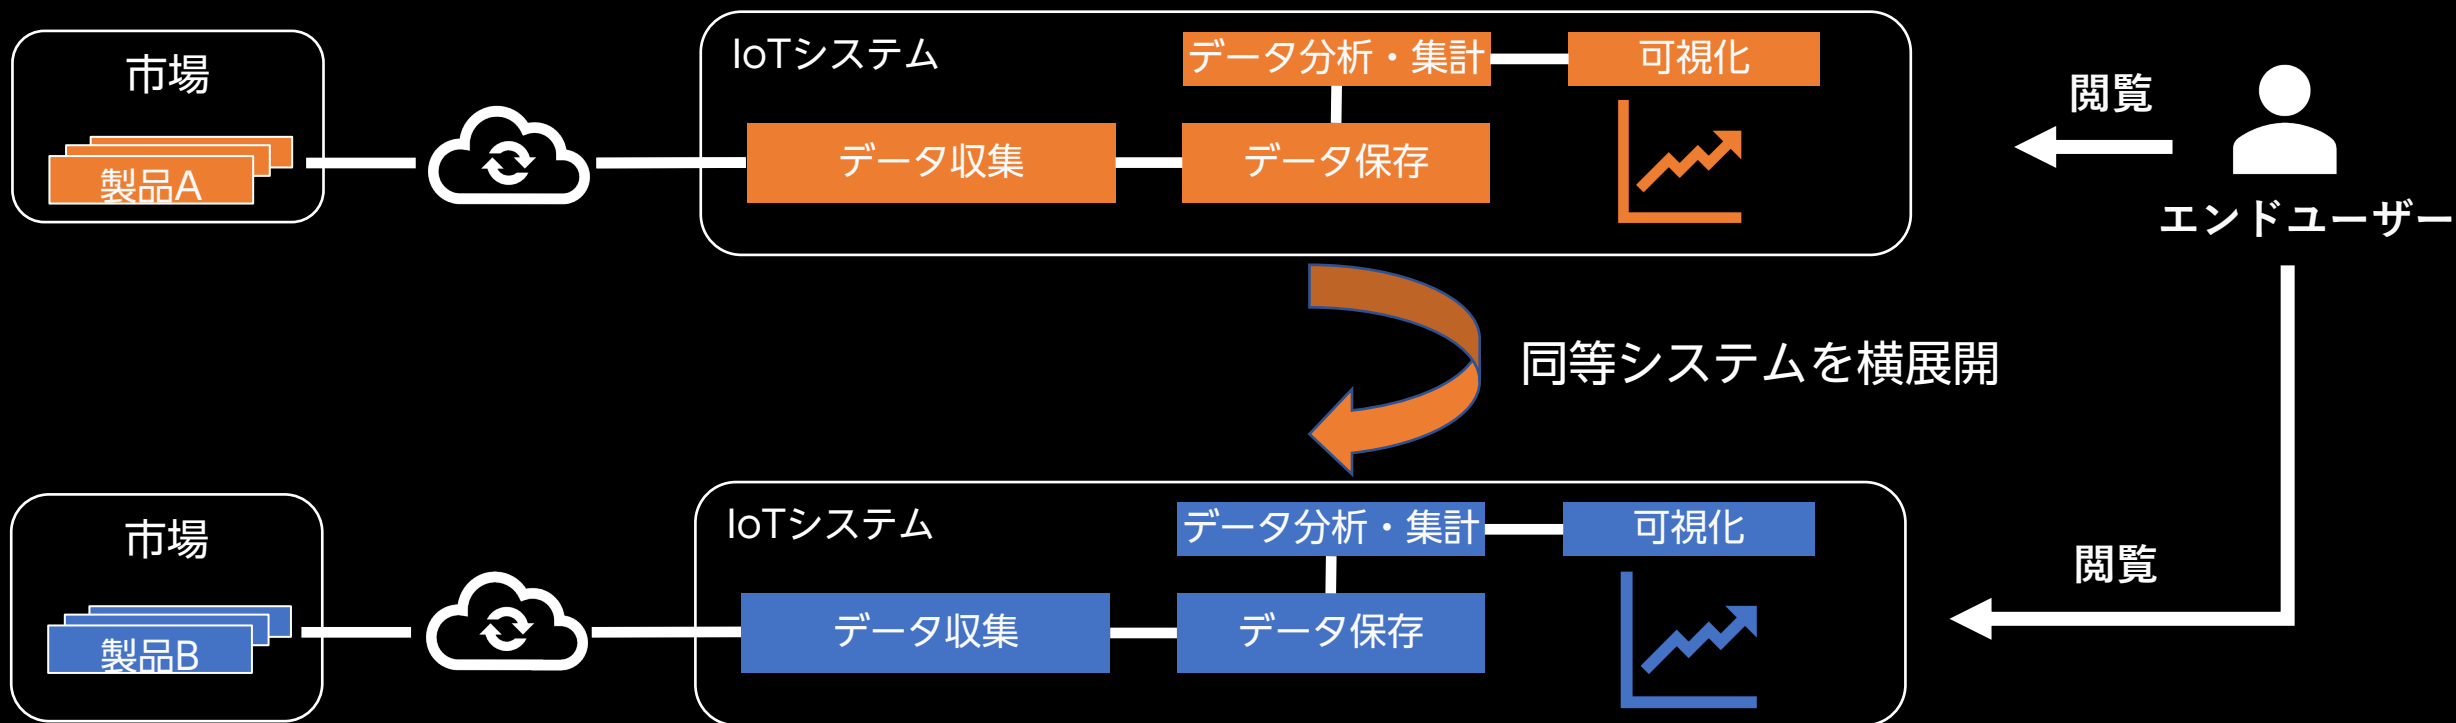 市場
製品A
IoTシステム
データ分析・集計
可視化
データ収集
データ保存
閲覧
エンドユーザー
同等システムを横展開
市場
製品B
IoTシステム
データ分析・集計
可視化
データ収集
データ保存
閲覧